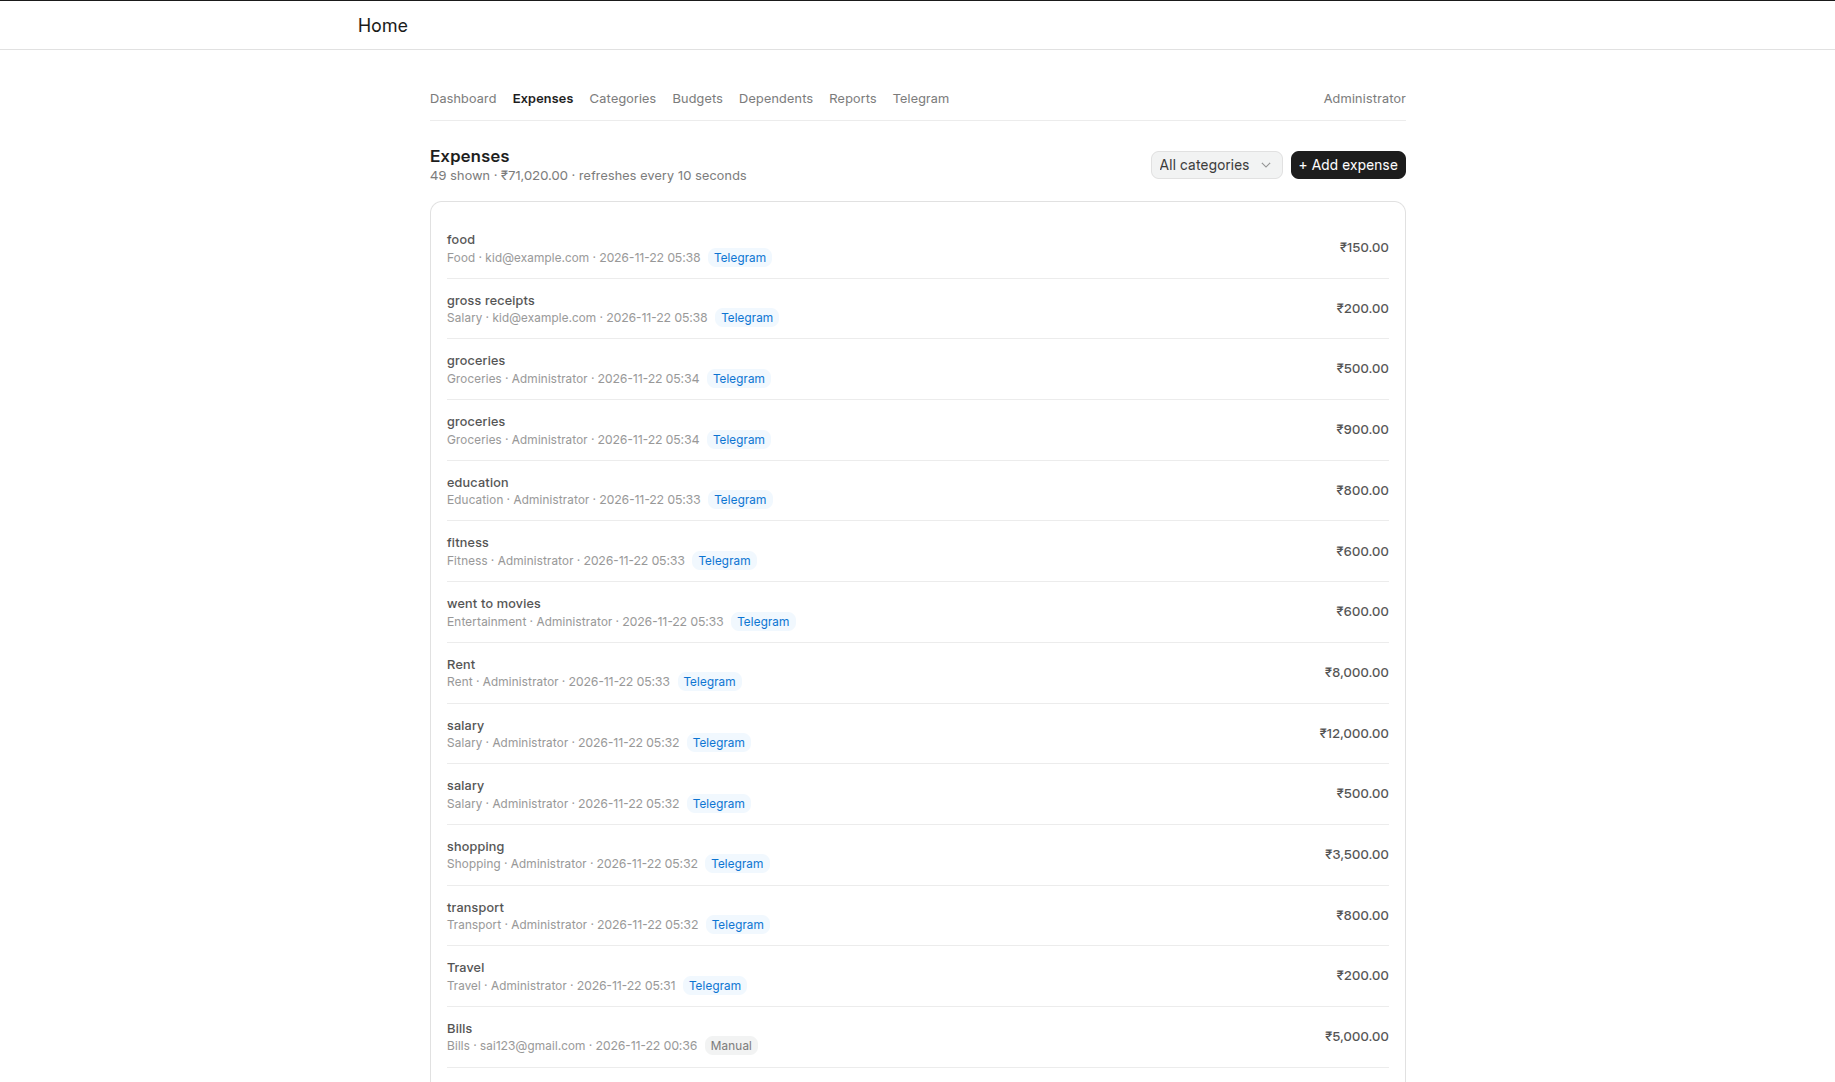 Home
Dashboard Expenses Categories Budgets Dependents Reports Telegram Administrator
Expenses
49 shown · ₹71,020.00 · refreshes every 10 seconds
All categories + Add expense
food
Food · kid@example.com · 2026-11-22 05:38 Telegram
₹150.00
gross receipts
Salary · kid@example.com · 2026-11-22 05:38 Telegram
₹200.00
groceries
Groceries · Administrator · 2026-11-22 05:34 Telegram
₹500.00
groceries
Groceries · Administrator · 2026-11-22 05:34 Telegram
₹900.00
education
Education · Administrator · 2026-11-22 05:33 Telegram
₹800.00
fitness
Fitness · Administrator · 2026-11-22 05:33 Telegram
₹600.00
went to movies
Entertainment · Administrator · 2026-11-22 05:33 Telegram
₹600.00
Rent
Rent · Administrator · 2026-11-22 05:33 Telegram
₹8,000.00
salary
Salary · Administrator · 2026-11-22 05:32 Telegram
₹12,000.00
salary
Salary · Administrator · 2026-11-22 05:32 Telegram
₹500.00
shopping
Shopping · Administrator · 2026-11-22 05:32 Telegram
₹3,500.00
transport
Transport · Administrator · 2026-11-22 05:32 Telegram
₹800.00
Travel
Travel · Administrator · 2026-11-22 05:31 Telegram
₹200.00
Bills
Bills · sai123@gmail.com · 2026-11-22 00:36 Manual
₹5,000.00